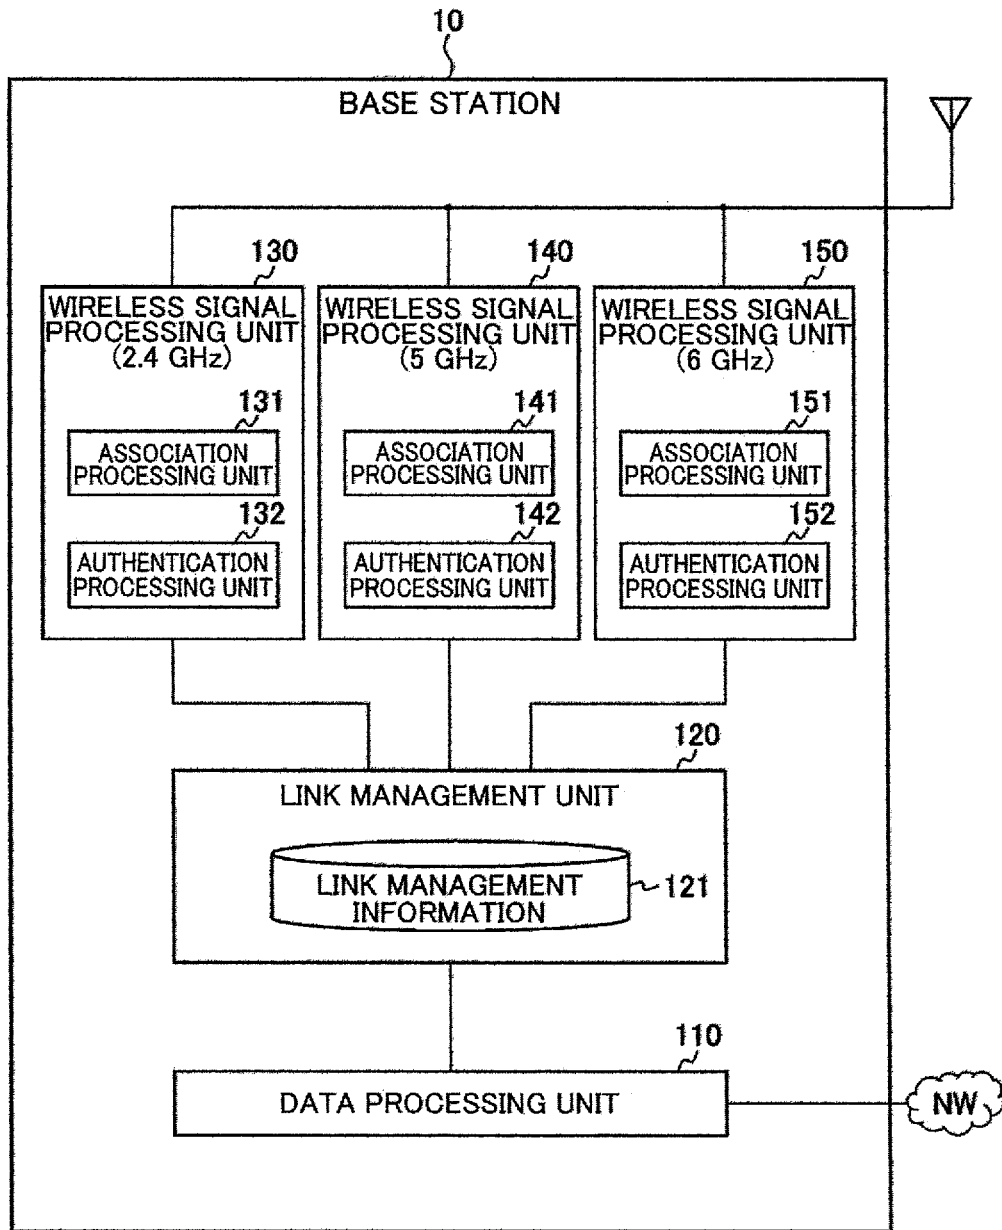 10
BASE STATION
130
140
150
WIRELESS SIGNAL
PROCESSING UNIT
(2.4 GHz)
WIRELESS SIGNAL
PROCESSING UNIT
(5 GHz)
WIRELESS SIGNAL
PROCESSING UNIT
(6 GHz)
131
141
151
ASSOCIATION
PROCESSING UNIT
ASSOCIATION
PROCESSING UNIT
ASSOCIATION
PROCESSING UNIT
132
142
152
AUTHENTICATION
PROCESSING UNIT
AUTHENTICATION
PROCESSING UNIT
AUTHENTICATION
PROCESSING UNIT
120
LINK MANAGEMENT UNIT
LINK MANAGEMENT
INFORMATION
121
110
DATA PROCESSING UNIT
NW